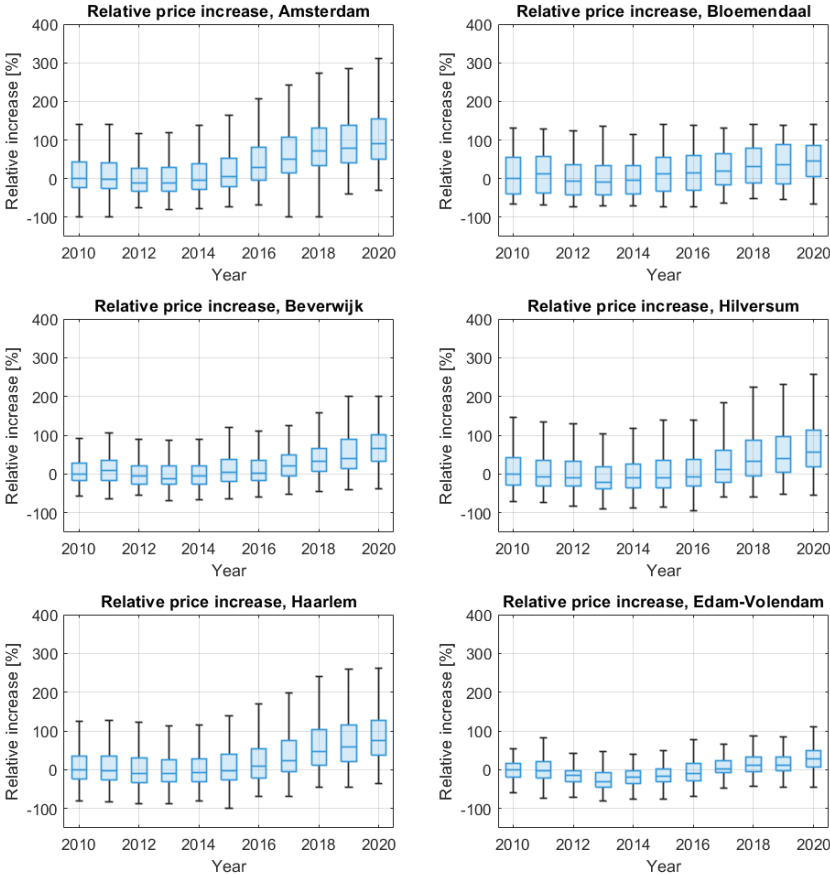 Relative price increase, Amsterdam
Relative increase [%]
400
300
200
100
0
-100
2010 2012 2014 2016 2018 2020
Year
Relative price increase, Bloemendaal
Relative increase [%]
400
300
200
100
0
-100
2010 2012 2014 2016 2018 2020
Year
Relative price increase, Beverwijk
Relative increase [%]
400
300
200
100
0
-100
2010 2012 2014 2016 2018 2020
Year
Relative price increase, Hilversum
Relative increase [%]
400
300
200
100
0
-100
2010 2012 2014 2016 2018 2020
Year
Relative price increase, Haarlem
Relative increase [%]
400
300
200
100
0
-100
2010 2012 2014 2016 2018 2020
Year
Relative price increase, Edam-Volendam
Relative increase [%]
400
300
200
100
0
-100
2010 2012 2014 2016 2018 2020
Year